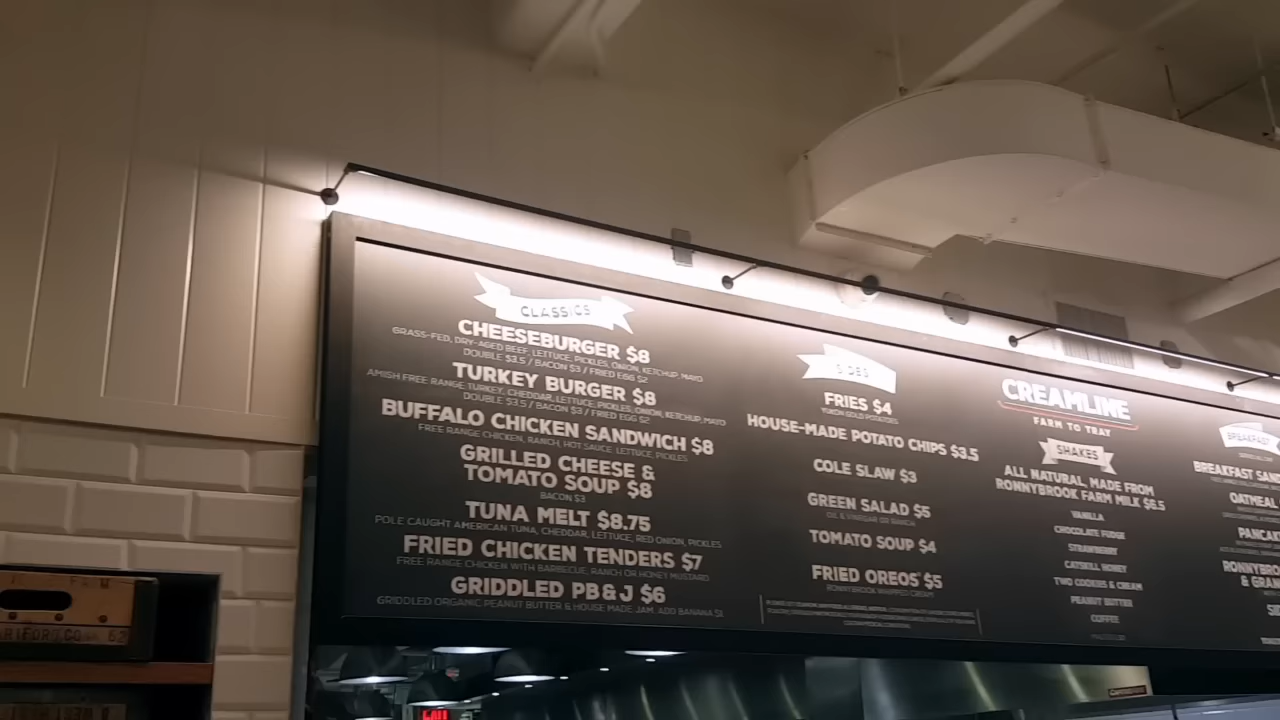 CLASSICS
CHEESEBURGER $8
GRASS-FED, DRY-AGED BEEF, LETTUCE, PICKLES, ONION, KETCHUP, MAYO
DOUBLE $3.5 / BACON $3 / FRIED EGG $2
TURKEY BURGER $8
AMISH FREE RANGE TURKEY, CHEDDAR, LETTUCE, PICKLES, ONION, KETCHUP, MAYO
DOUBLE $3.5 / BACON $3 / FRIED EGG $2
BUFFALO CHICKEN SANDWICH $8
FREE RANGE CHICKEN, RANCH, HOT SAUCE, LETTUCE, PICKLES
GRILLED CHEESE &
TOMATO SOUP $8
BACON $3
TUNA MELT $8.75
POLE CAUGHT AMERICAN TUNA, CHEDDAR, LETTUCE, RED ONION, PICKLES
FRIED CHICKEN TENDERS $7
FREE RANGE CHICKEN WITH BARBECUE, RANCH OR HONEY MUSTARD
GRIDDLED PB&J $6
GRIDDLED ORGANIC PEANUT BUTTER & HOUSE MADE JAM. ADD BANANA $1
SIDES
FRIES $4
YUKON GOLD POTATOES
HOUSE-MADE POTATO CHIPS $3.5
COLE SLAW $3
GREEN SALAD $5
OIL & VINEGAR OR RANCH
TOMATO SOUP $4
FRIED OREOS $5
RONNYBROOK WHIPPED CREAM
CREAMLINE
FARM TO TRAY
SHAKES
ALL NATURAL, MADE FROM
RONNYBROOK FARM MILK $6.5
VANILLA
CHOCOLATE FUDGE
STRAWBERRY
CATSKILL HONEY
TWO COOKIES & CREAM
PEANUT BUTTER
COFFEE
BREAKFAST
BREAKFAST SAN
OATMEAL
PANCAK
RONNYBRO
& GRAN